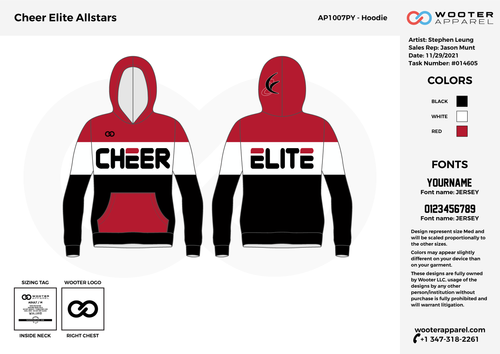 Cheer Elite Allstars
AP1007PY - Hoodie
WOOTER
APPAREL
Artist: Stephen Leung
Sales Rep: Jason Munt
Date: 11/29/2021
Task Number: #014605
COLORS
BLACK
WHITE
RED
CHEER
ELITE
FONTS
YOURNAME
Font name: JERSEY
0123456789
Font name: JERSEY
Design represent size Med and
will be scaled proportionally to
the other sizes.
Colors may appear slightly
different on your device than
on your garment.
These designs are fully owned
by Wooter LLC. usage of the
designs by any other
person/institution without
purchase is fully prohibited and
will warrant litigation.
SIZING TAG
WOOTER LOGO
WOOTER
INSIDE NECK
RIGHT CHEST
wooterapparel.com
+1 347-318-2261